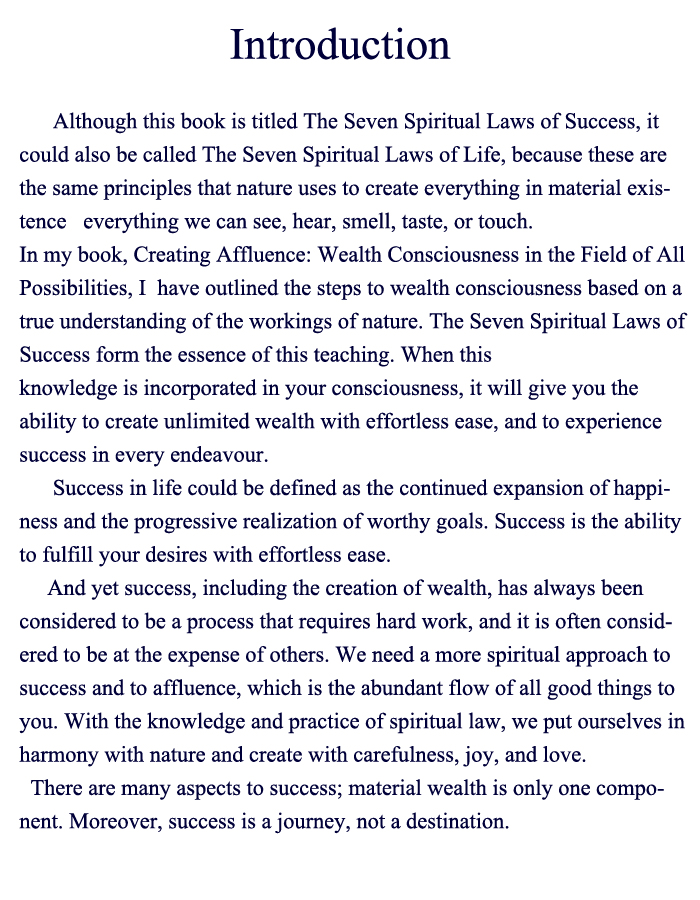 Introduction
Although this book is titled The Seven Spiritual Laws of Success, it
could also be called The Seven Spiritual Laws of Life, because these are
the same principles that nature uses to create everything in material exis-
tence   everything we can see, hear, smell, taste, or touch.
In my book, Creating Affluence: Wealth Consciousness in the Field of All
Possibilities, I  have outlined the steps to wealth consciousness based on a
true understanding of the workings of nature. The Seven Spiritual Laws of
Success form the essence of this teaching. When this
knowledge is incorporated in your consciousness, it will give you the
ability to create unlimited wealth with effortless ease, and to experience
success in every endeavour.
Success in life could be defined as the continued expansion of happi-
ness and the progressive realization of worthy goals. Success is the ability
to fulfill your desires with effortless ease.
And yet success, including the creation of wealth, has always been
considered to be a process that requires hard work, and it is often consid-
ered to be at the expense of others. We need a more spiritual approach to
success and to affluence, which is the abundant flow of all good things to
you. With the knowledge and practice of spiritual law, we put ourselves in
harmony with nature and create with carefulness, joy, and love.
There are many aspects to success; material wealth is only one compo-
nent. Moreover, success is a journey, not a destination.